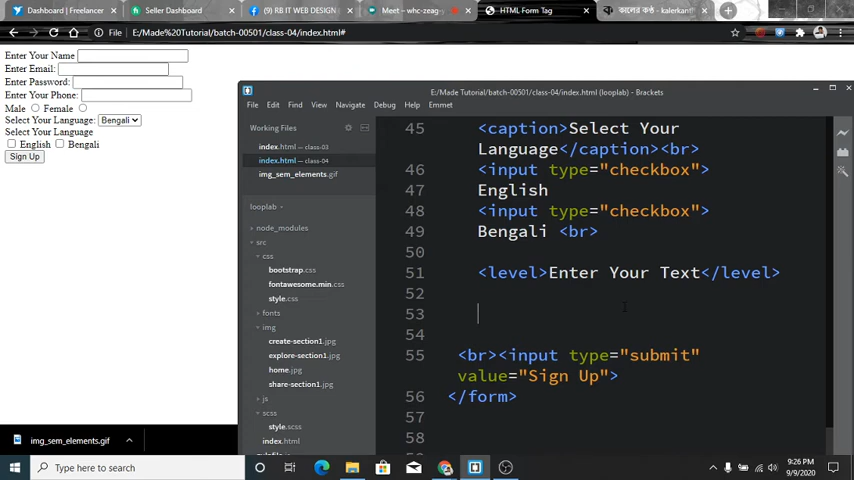 Dashboard | Freelancer
Seller Dashboard
(9) RB IT WEB DESIGN
Meet – whc-zeag-
HTML Form Tag
কালের কণ্ঠ - kalerkantho
E:/Made%20Tutorial/batch-00501/class-04/index.html#
Enter Your Name
Enter Email:
Enter Password:
Enter Your Phone:
Male Female
Select Your Language: Bengali
Select Your Language
English Bengali
Sign Up
E:/Made Tutorial/batch-00501/class-04/index.html (looplab) - Brackets
File Edit Find View Navigate Debug Help Emmet
Working Files
index.html — class-03
index.html — class-04
img_sem_elements.gif
looplab
node_modules
src
css
bootstrap.css
fontawesome.min.css
style.css
fonts
img
create-section1.jpg
explore-section1.jpg
home.jpg
share-section1.jpg
js
scss
style.css
index.html
45 <caption>Select Your
Language</caption><br>
46 <input type="checkbox">
47 English
48 <input type="checkbox">
49 Bengali <br>
50
51 <level>Enter Your Text</level>
52
53
54
55 <br><input type="submit"
value="Sign Up">
56 </form>
57
58
img_sem_elements.gif
Type here to search
9:26 PM
9/9/2020